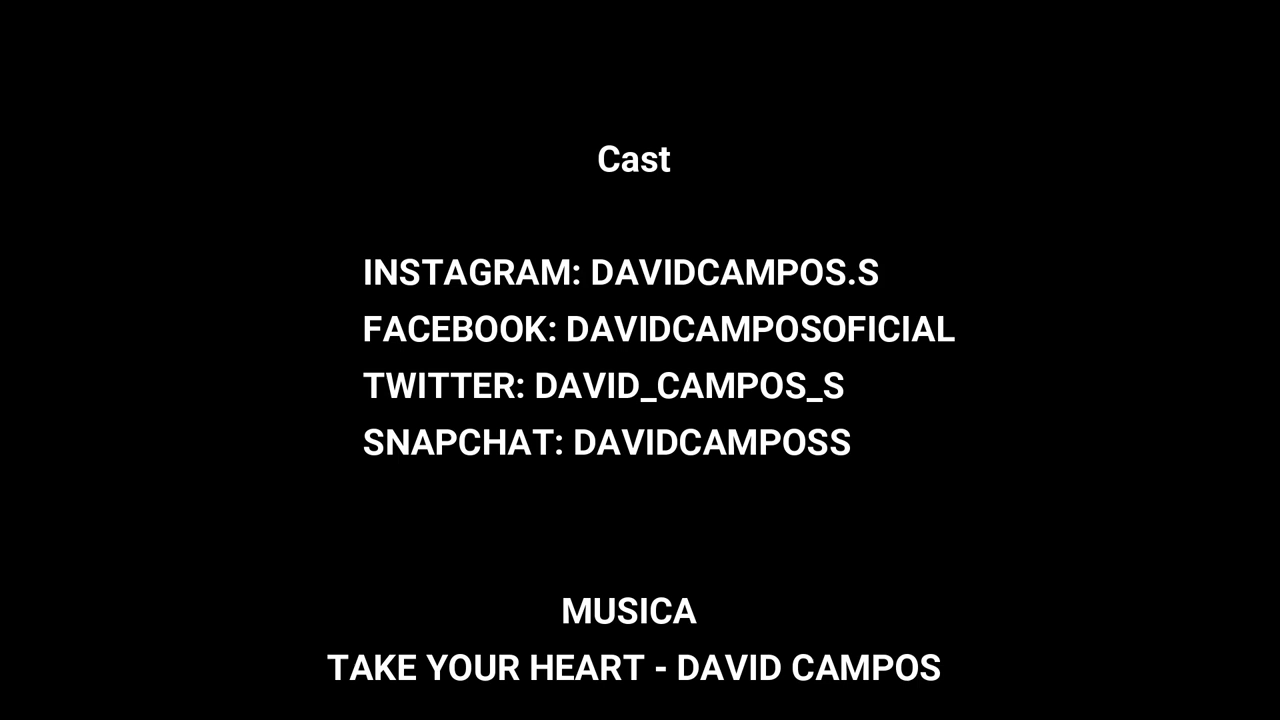 Cast
INSTAGRAM: DAVIDCAMPOS.S
FACEBOOK: DAVIDCAMPOSOFICIAL
TWITTER: DAVID_CAMPOS_S
SNAPCHAT: DAVIDCAMPOSS
MUSICA
TAKE YOUR HEART - DAVID CAMPOS